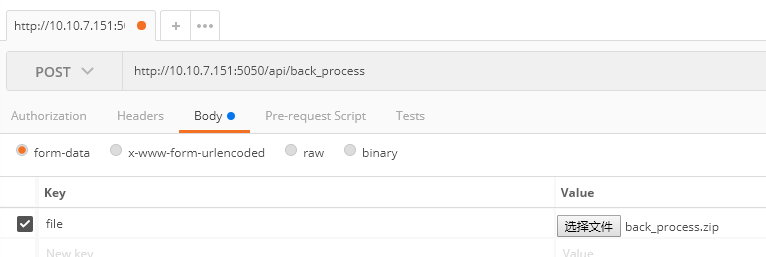 http://10.10.7.151:50
POST http://10.10.7.151:5050/api/back_process
Authorization Headers Body Pre-request Script Tests
form-data x-www-form-urlencoded raw binary
Key Value
file 选择文件 back_process.zip
New key Value